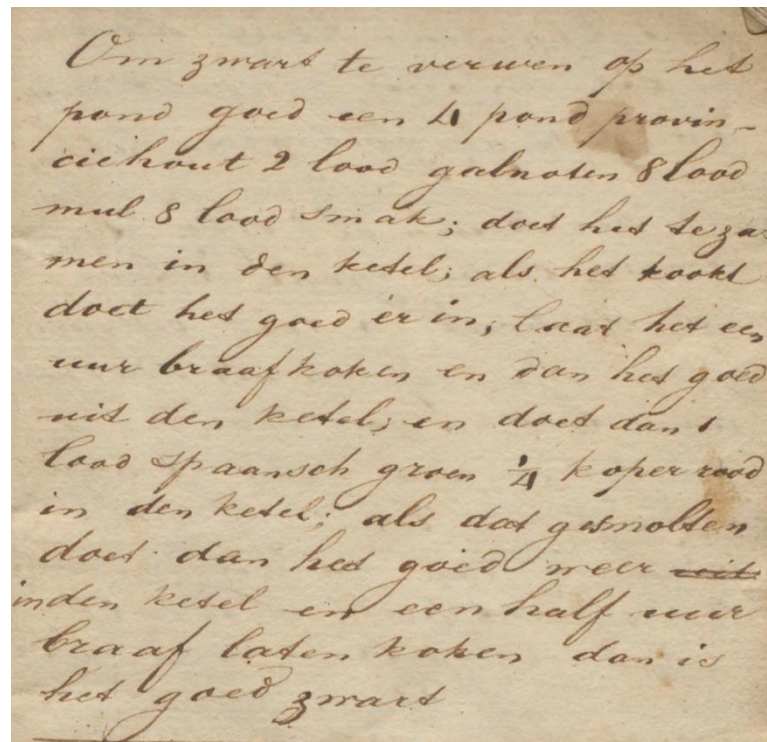 Om zwart te verwen op het
pond goed een 4 pond provin-
ciehout 2 lood galnoten 8 lood
mul 8 lood smak; doet het teza
men in den ketel; als het kookt
doet het goed er in; laat het een
uur braaf koken en dan het goed
uit den ketel; en doet dan 1
lood spaansch groen ¼ koper rood
in den ketel; als dat gesmolten
doet dan het goed weer uit
in den ketel en een half uur
braaf laten koken dan is
het goed zwart